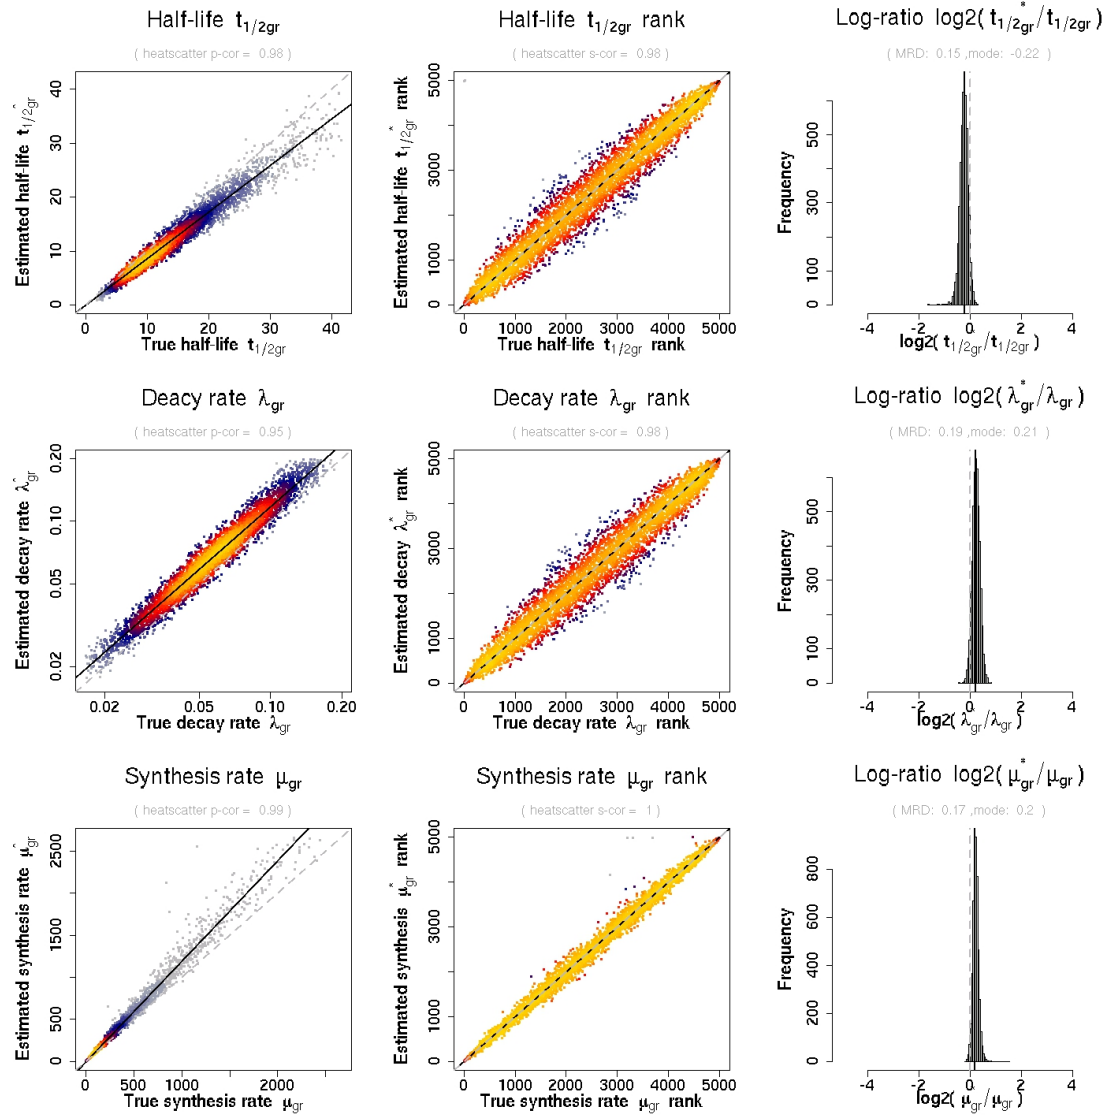 Half-life t1/2gr
( heatscatter p-cor = 0.98 )
Estimated half-life t^1/2gr
0 10 20 30 40
0 10 20 30 40
True half-life t1/2gr
Half-life t1/2gr rank
( heatscatter s-cor = 0.98 )
Estimated half-life t*1/2gr rank
0 1000 3000 5000
0 1000 2000 3000 4000 5000
True half-life t1/2gr rank
Log-ratio log2( t*1/2gr/t1/2gr)
( MRD: 0.15 ,mode: -0.22 )
Frequency
0 100 300 500
-4 -2 0 2 4
log2( t1/2gr/t1/2gr)
Deacy rate λgr
( heatscatter p-cor = 0.95 )
Estimated decay rate λ^gr
0.02 0.05 0.10 0.20
0.02 0.05 0.10 0.20
True decay rate λgr
Decay rate λgr rank
( heatscatter s-cor = 0.98 )
Estimated decay λ*gr rank
0 1000 3000 5000
0 1000 2000 3000 4000 5000
True decay rate λgr rank
Log-ratio log2( λ*gr/λgr)
( MRD: 0.19 ,mode: 0.21 )
Frequency
0 100 300 500
-4 -2 0 2 4
log2( λgr/λgr)
Synthesis rate μgr
( heatscatter p-cor = 0.99 )
Estimated synthesis rate μ^gr
0 500 1500 2500
0 500 1000 2000
True synthesis rate μgr
Synthesis rate μgr rank
( heatscatter s-cor = 1 )
Estimated synthesis μ*gr rank
0 1000 3000 5000
0 1000 2000 3000 4000 5000
True synthesis rate μgr rank
Log-ratio log2( μ*gr/μgr)
( MRD: 0.17 ,mode: 0.2 )
Frequency
0 200 400 600 800
-4 -2 0 2 4
log2( μgr/μgr)